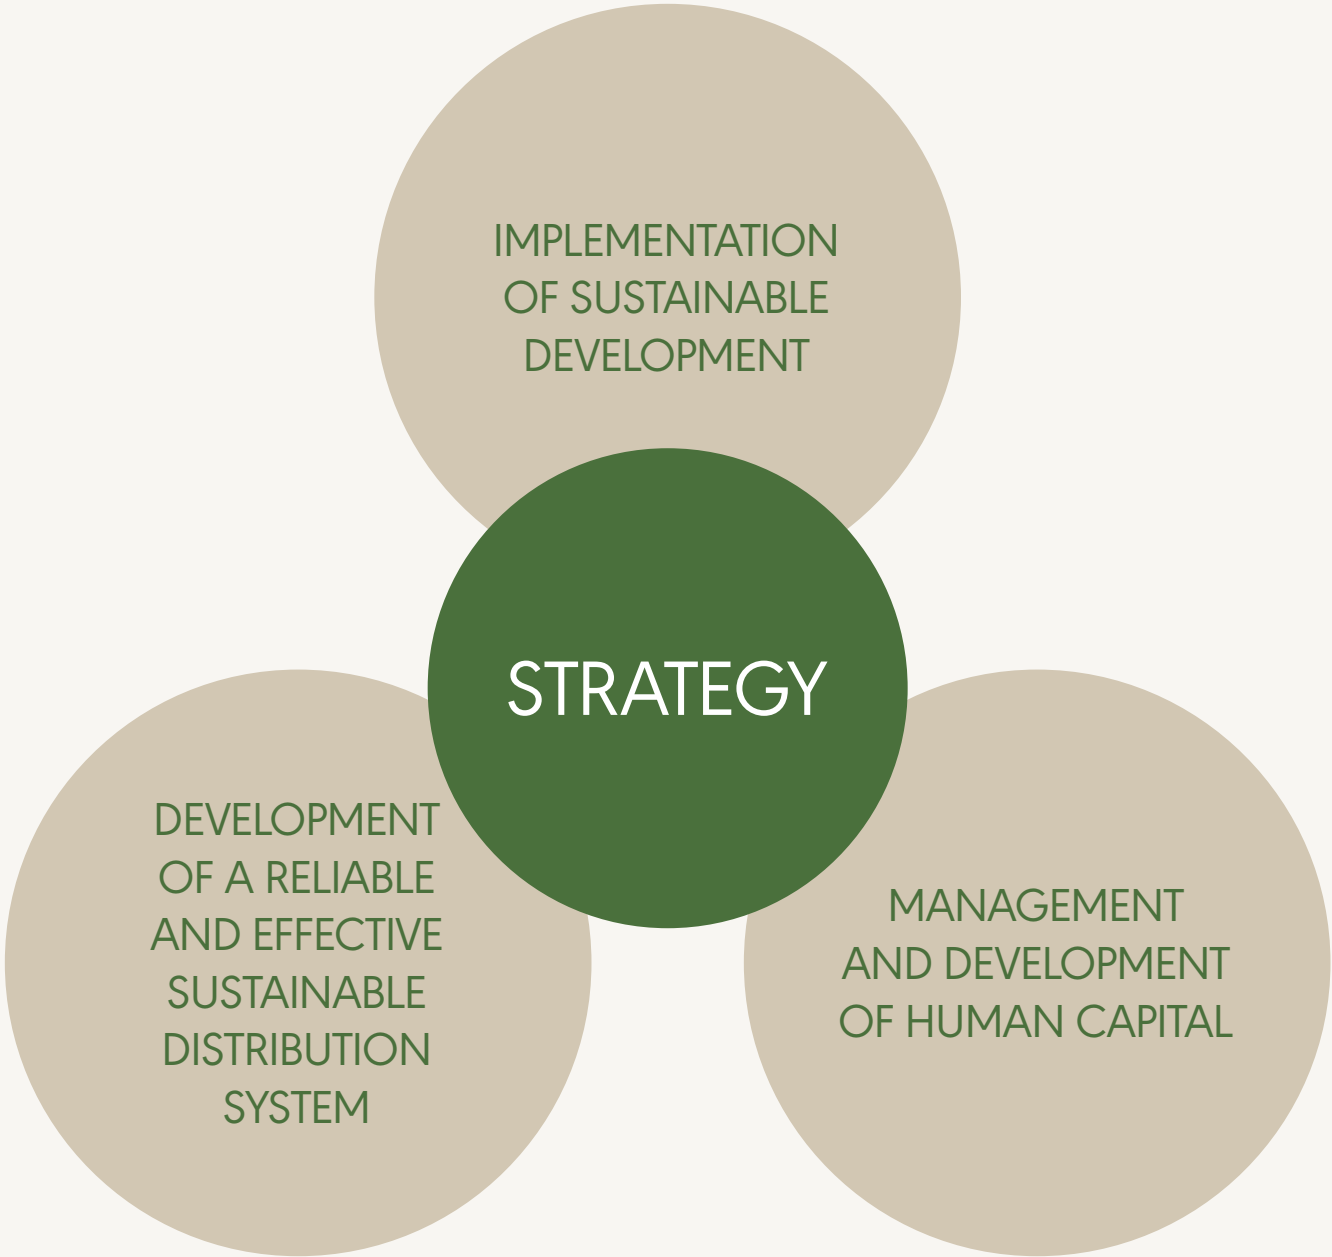 IMPLEMENTATION
OF SUSTAINABLE
DEVELOPMENT
STRATEGY
DEVELOPMENT
OF A RELIABLE
AND EFFECTIVE
SUSTAINABLE
DISTRIBUTION
SYSTEM
MANAGEMENT
AND DEVELOPMENT
OF HUMAN CAPITAL